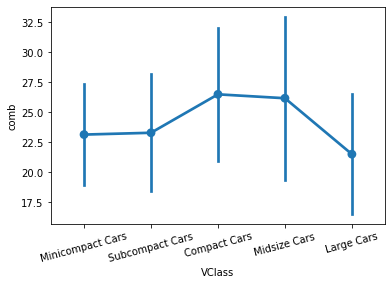 32.5
30.0
27.5
25.0
22.5
20.0
17.5
comb
Minicompact Cars
Subcompact Cars
Compact Cars
Midsize Cars
Large Cars
VClass